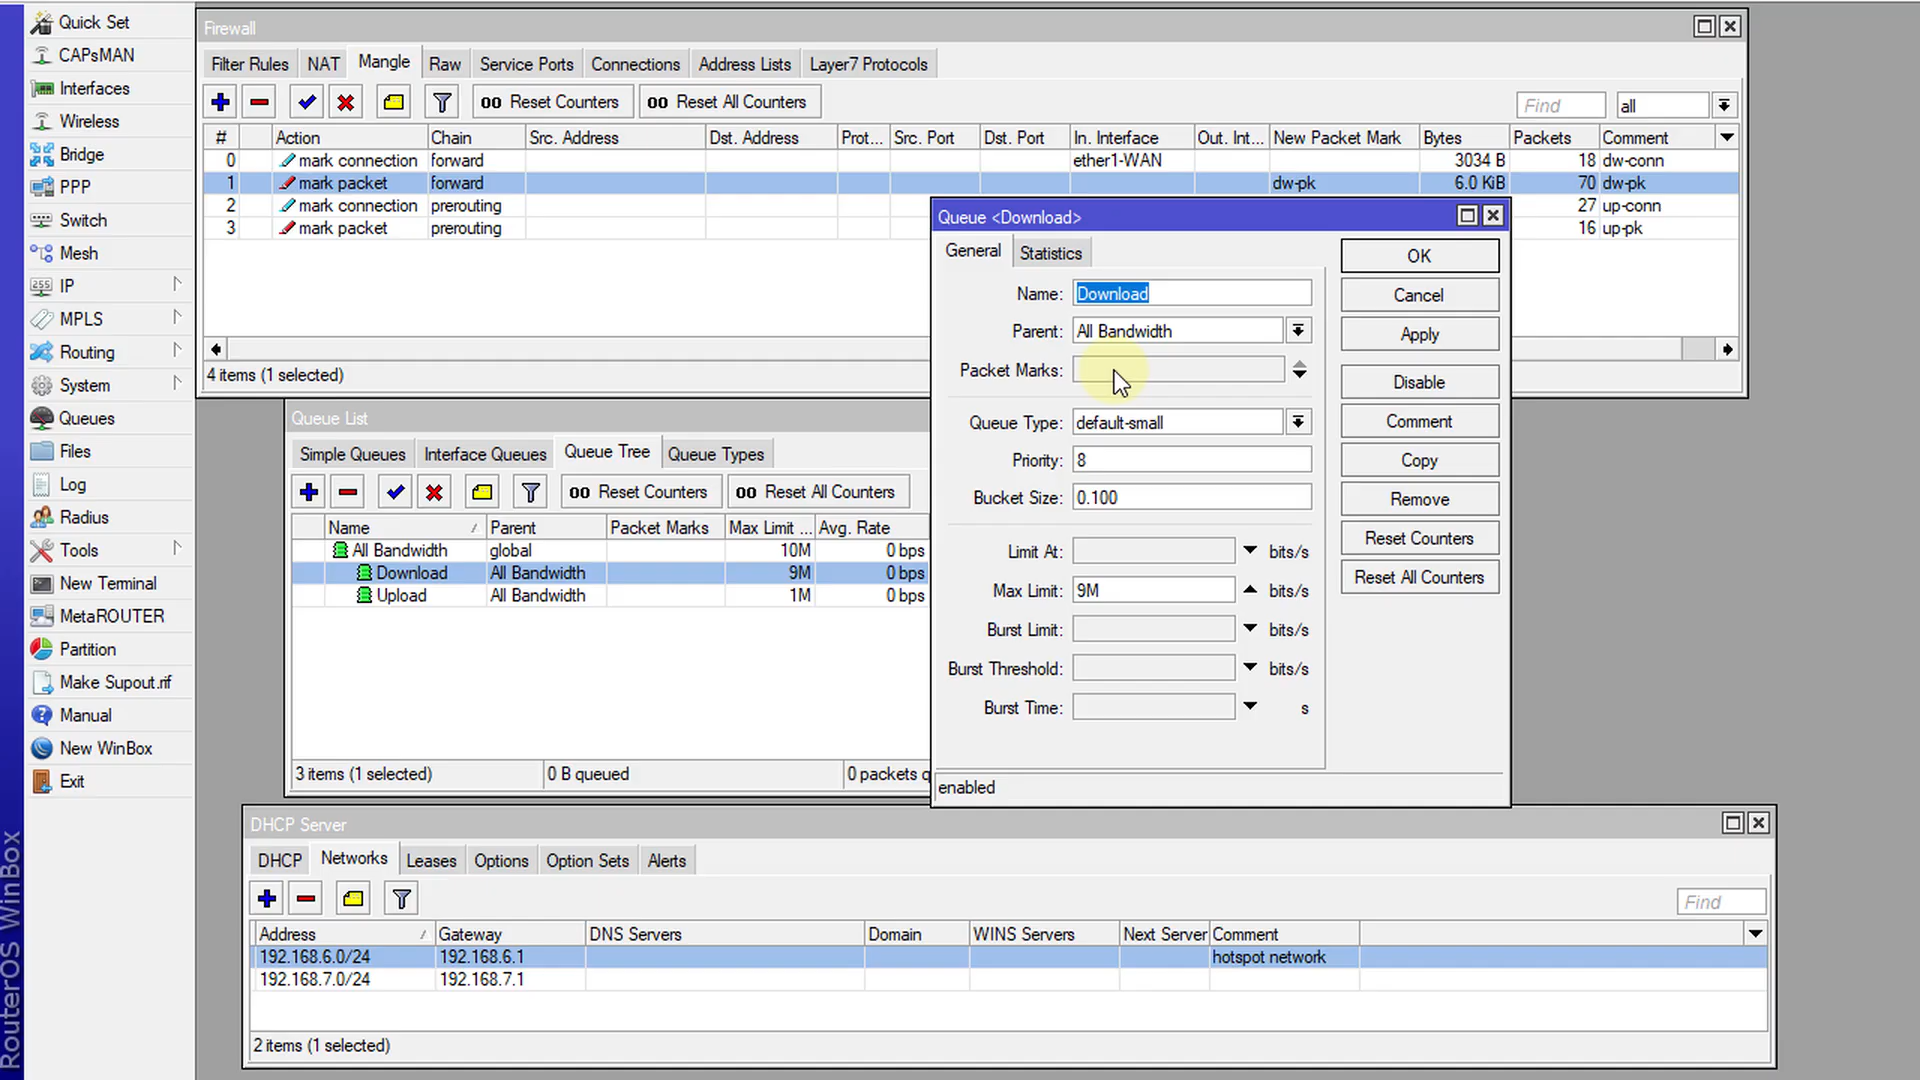 Quick Set
CAPsMAN
Interfaces
Wireless
Bridge
PPP
Switch
Mesh
IP
MPLS
Routing
System
Queues
Files
Log
Radius
Tools
New Terminal
MetaROUTER
Partition
Make Supout.rif
Manual
New WinBox
Exit
RouterOS WinBox
Firewall
Filter Rules NAT Mangle Raw Service Ports Connections Address Lists Layer7 Protocols
00 Reset Counters 00 Reset All Counters Find all
# Action Chain Src. Address Dst. Address Prot... Src. Port Dst. Port In. Interface Out. Int... New Packet Mark Bytes Packets Comment
0 mark connection forward ether1-WAN 3034 B 18 dw-conn
1 mark packet forward dw-pk 6.0 KiB 70 dw-pk
2 mark connection prerouting 27 up-conn
3 mark packet prerouting 16 up-pk
4 items (1 selected)
Queue List
Simple Queues Interface Queues Queue Tree Queue Types
00 Reset Counters 00 Reset All Counters
Name Parent Packet Marks Max Limit ... Avg. Rate
All Bandwidth global 10M 0 bps
Download All Bandwidth 9M 0 bps
Upload All Bandwidth 1M 0 bps
3 items (1 selected) 0 B queued 0 packets q
Queue <Download>
General Statistics
Name: Download
Parent: All Bandwidth
Packet Marks:
Queue Type: default-small
Priority: 8
Bucket Size: 0.100
Limit At: bits/s
Max Limit: 9M bits/s
Burst Limit: bits/s
Burst Threshold: bits/s
Burst Time: s
enabled
OK
Cancel
Apply
Disable
Comment
Copy
Remove
Reset Counters
Reset All Counters
DHCP Server
DHCP Networks Leases Options Option Sets Alerts
Find
Address Gateway DNS Servers Domain WINS Servers Next Server Comment
192.168.6.0/24 192.168.6.1 hotspot network
192.168.7.0/24 192.168.7.1
2 items (1 selected)